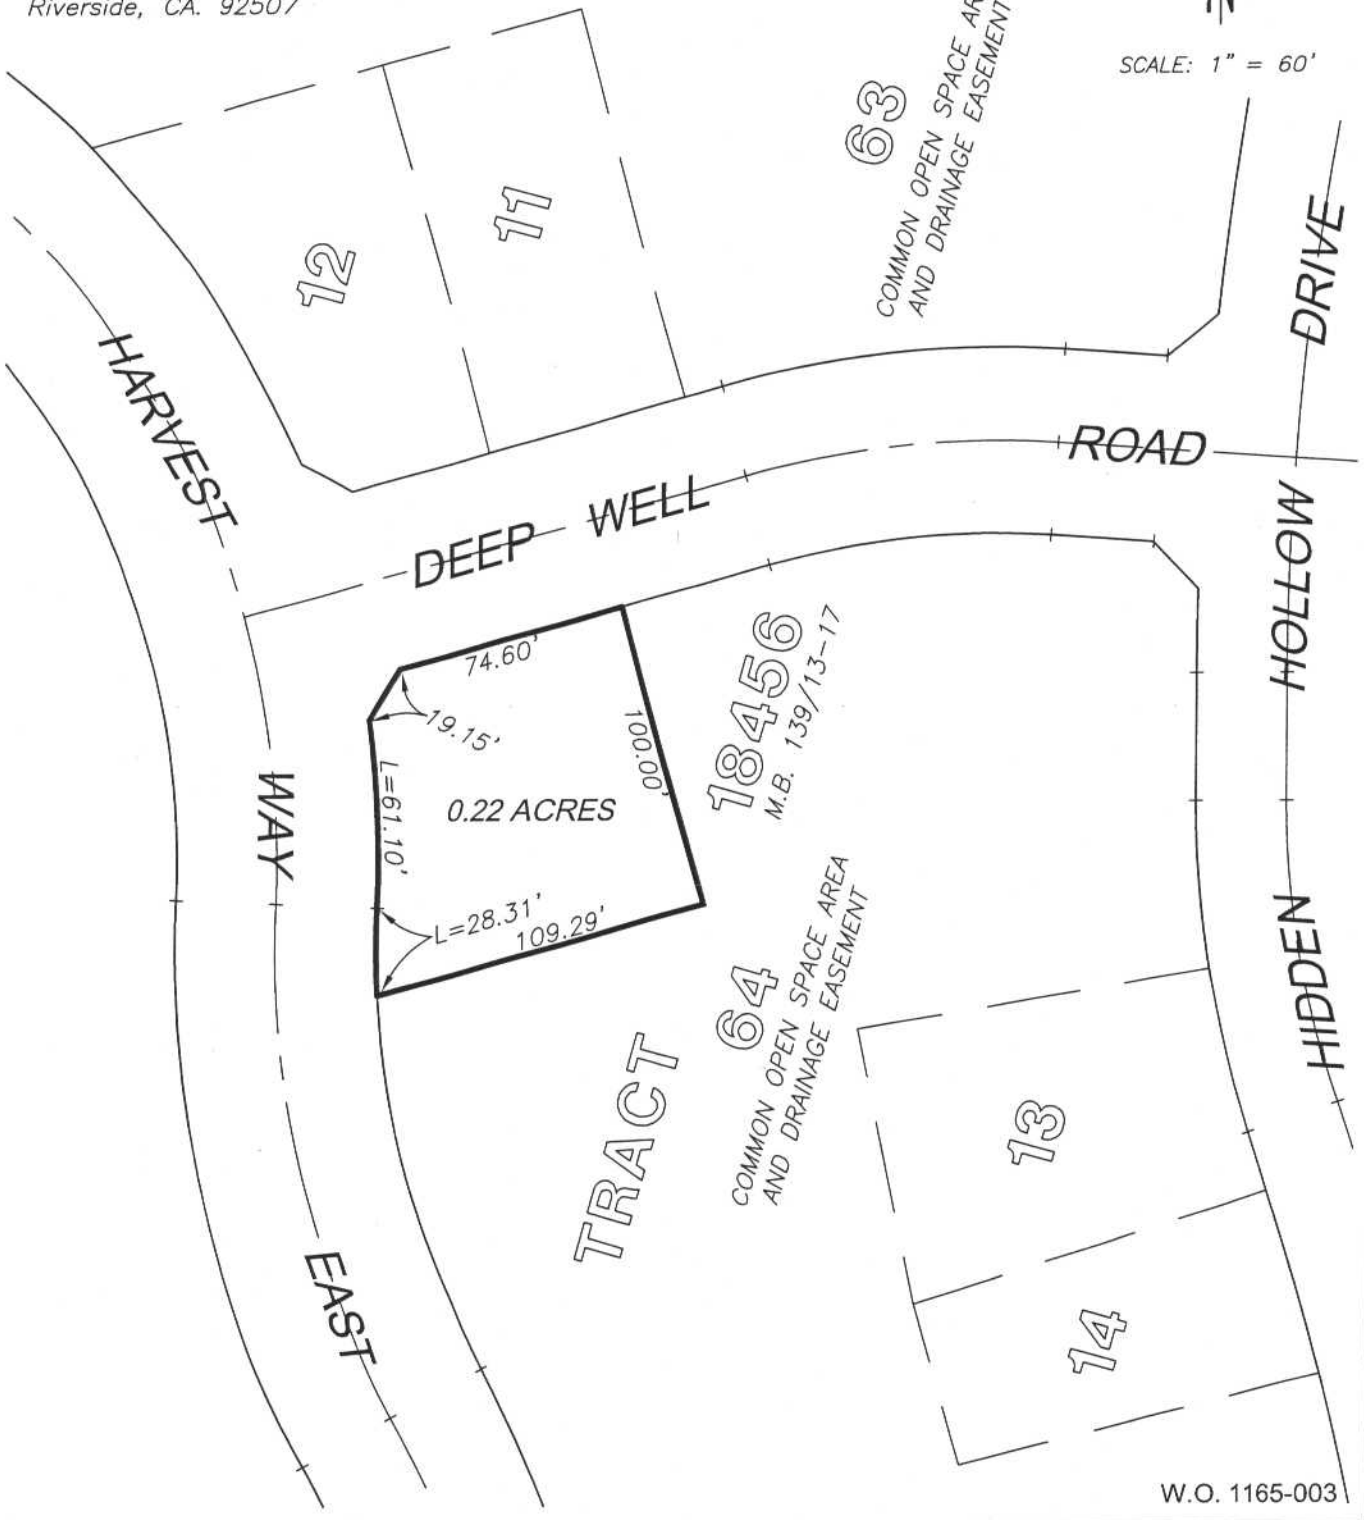 Riverside, CA. 92507
SCALE: 1" = 60'
63
COMMON OPEN SPACE
AND DRAINAGE EASEMENT
11
12
HARVEST
DRIVE
ROAD
DEEP WELL
HOLLOW
74.60'
19.15'
100.00'
18456
M.B. 139/13-17
WAY
L=61.10'
0.22 ACRES
L=28.31'
109.29'
64
COMMON OPEN SPACE AREA
AND DRAINAGE EASEMENT
HIDDEN
TRACT
13
14
EAST
W.O. 1165-003